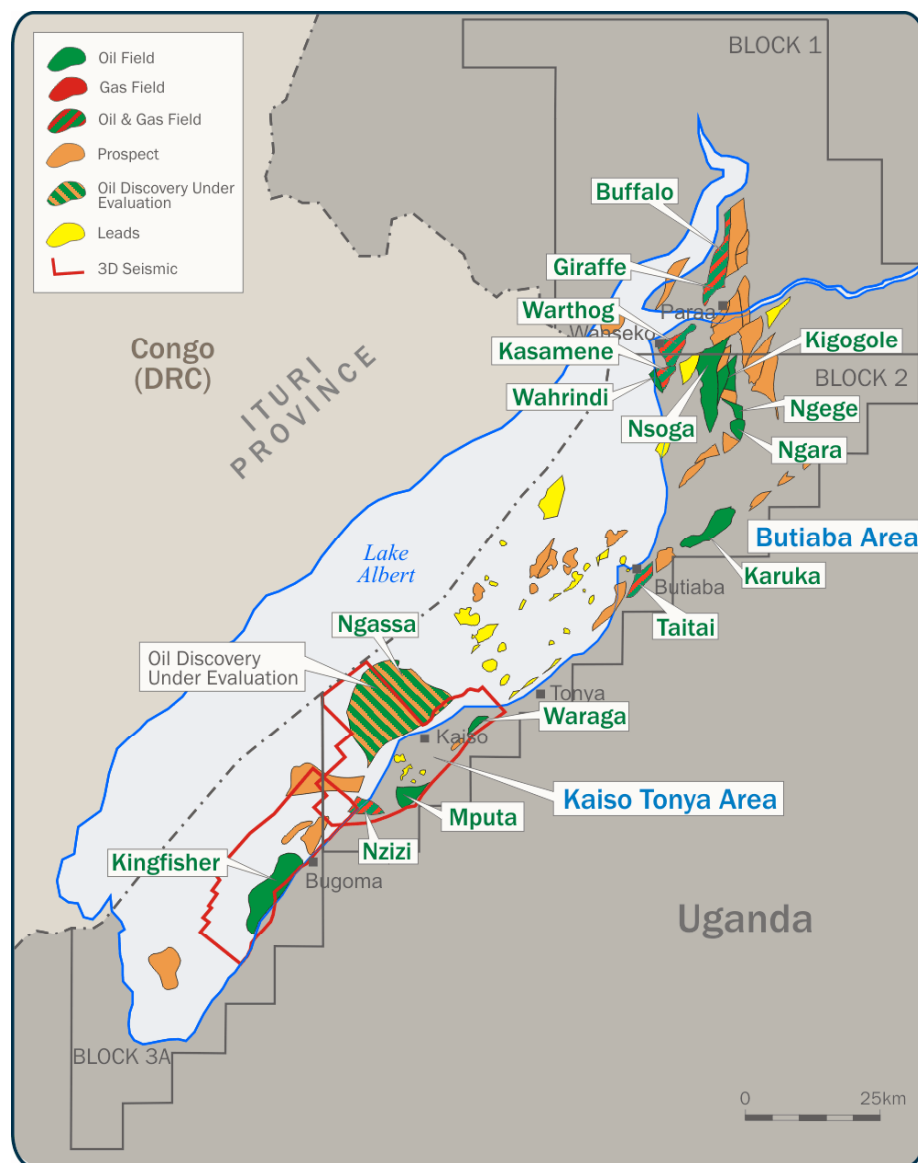 Oil Field
Gas Field
Oil & Gas Field
Prospect
Oil Discovery Under
Evaluation
Leads
3D Seismic
BLOCK 1
Buffalo
Giraffe
Paraa
Warthog
Wanseko
Congo
(DRC)
ITURI
PROVINCE
Kasamene
Kigogole
BLOCK 2
Wahrindi
Nsoga
Ngege
Ngara
Butiaba Area
Lake
Albert
Karuka
Butiaba
Taitai
Ngassa
Oil Discovery
Under Evaluation
Tonya
Waraga
Kaiso
Kaiso Tonya Area
Mputa
Nzizi
Kingfisher
Bugoma
Uganda
BLOCK 3A
0
25km